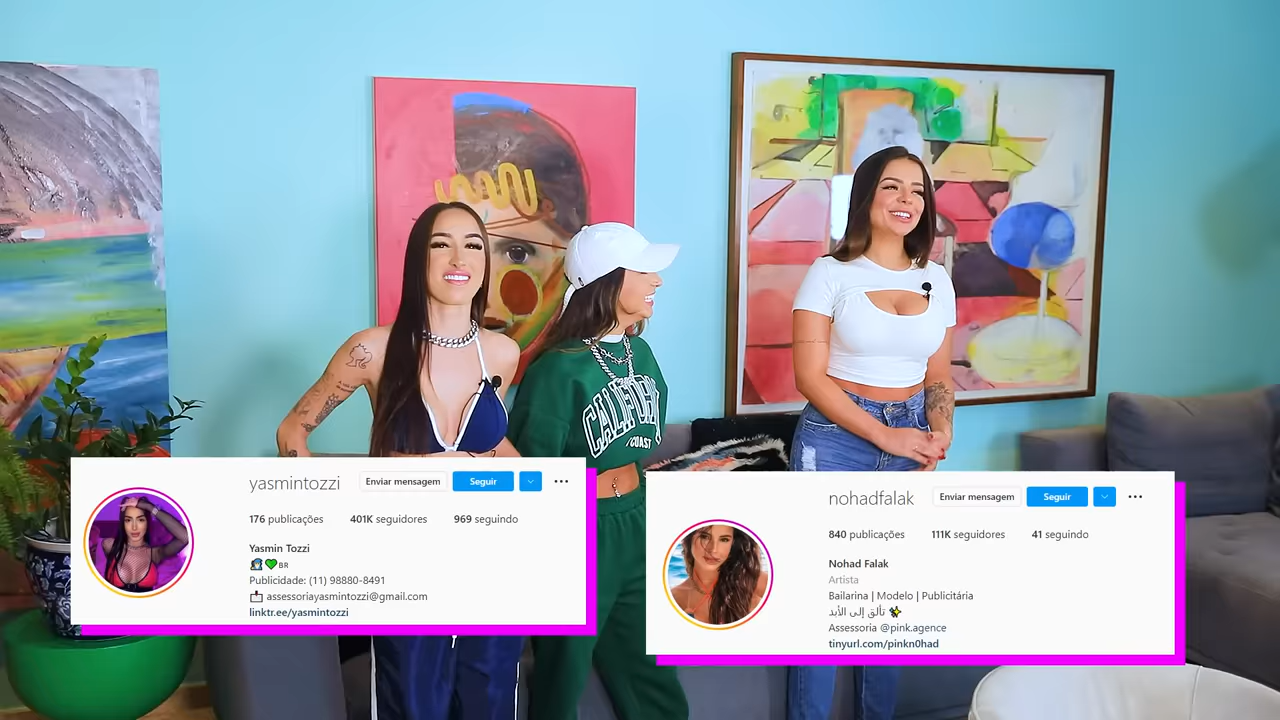 CALIFORNIA
COAST
yasmintozzi
Enviar mensagem
Seguir
176 publicações 401K seguidores 969 seguindo
Yasmin Tozzi
👩🏻‍🚀💚BR
Publicidade: (11) 98880-8491
📩 assessoriayasmintozzi@gmail.com
linktr.ee/yasmintozzi
nohadfalak
Enviar mensagem
Seguir
840 publicações 111K seguidores 41 seguindo
Nohad Falak
Artista
Bailarina | Modelo | Publicitária
تألق إلى الأبد ✨
Assessoria @pink.agence
tinyurl.com/pinkn0had